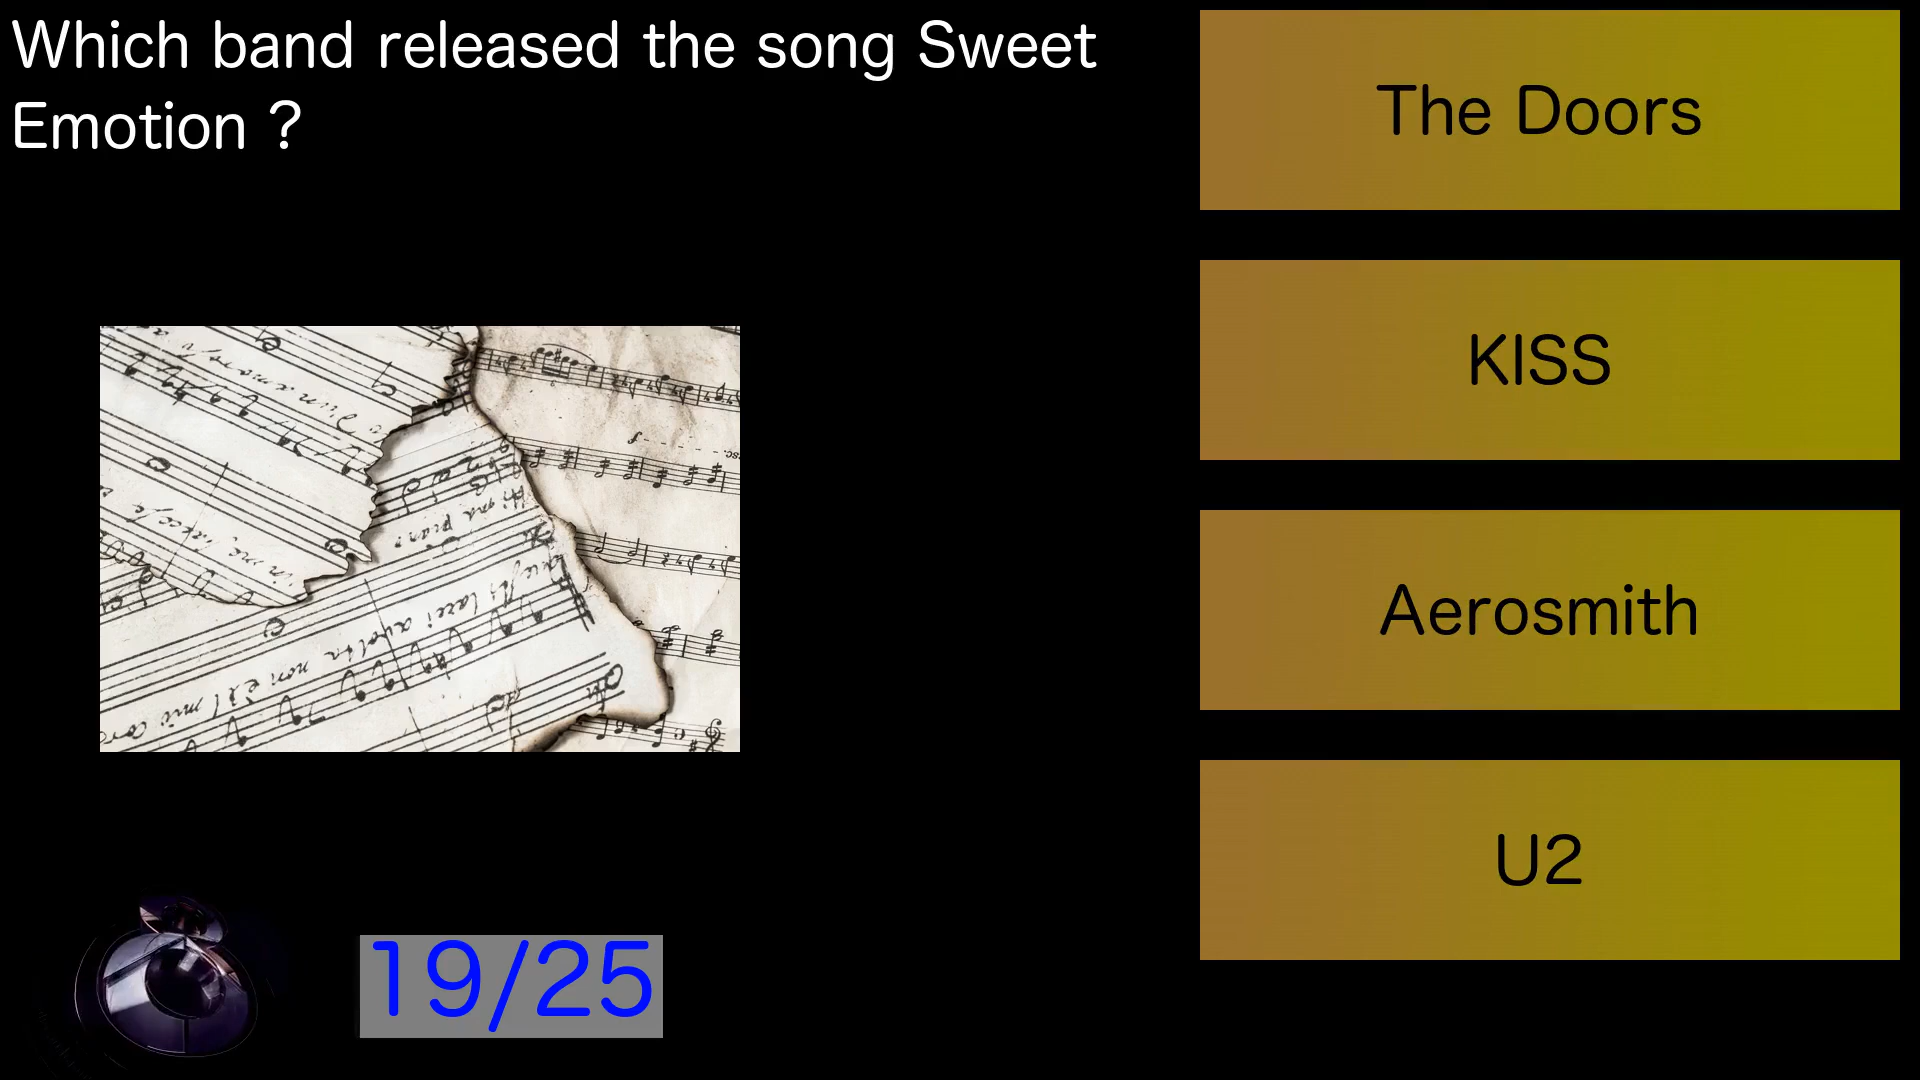 Which band released the song Sweet
Emotion ?
The Doors
KISS
Aerosmith
U2
19/25